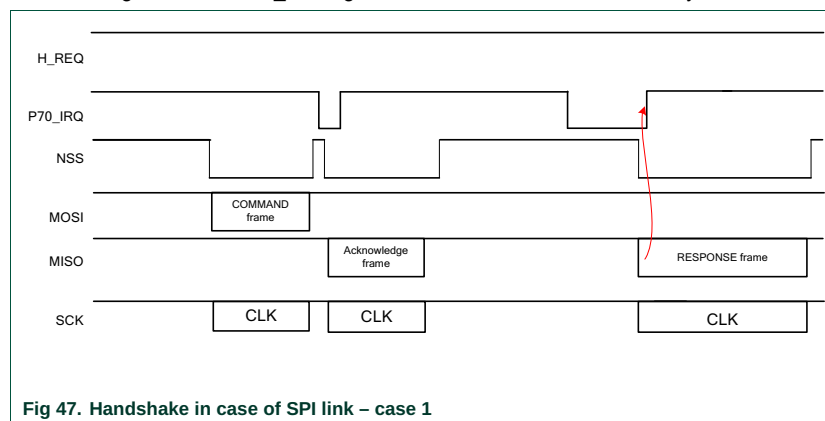 H_REQ
P70_IRQ
NSS
COMMAND
frame
MOSI
Acknowledge
frame
RESPONSE frame
MISO
CLK
CLK
CLK
SCK
Fig 47. Handshake in case of SPI link – case 1